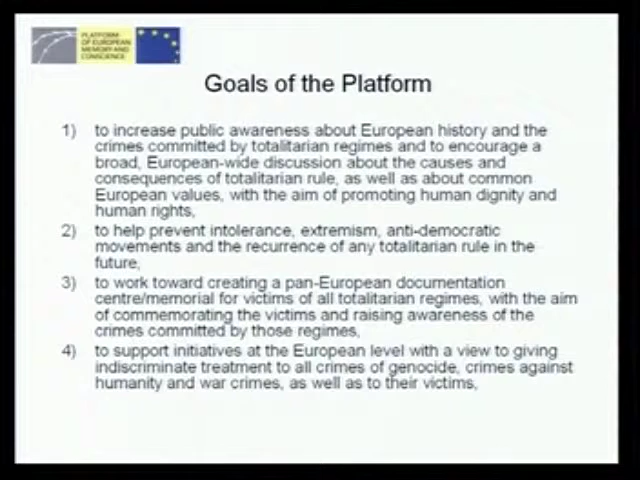 PLATFORM
OF EUROPEAN
MEMORY AND
CONSCIENCE
Goals of the Platform
1) to increase public awareness about European history and the
crimes committed by totalitarian regimes and to encourage a
broad, European-wide discussion about the causes and
consequences of totalitarian rule, as well as about common
European values, with the aim of promoting human dignity and
human rights,
2) to help prevent intolerance, extremism, anti-democratic
movements and the recurrence of any totalitarian rule in the
future,
3) to work toward creating a pan-European documentation
centre/memorial for victims of all totalitarian regimes, with the aim
of commemorating the victims and raising awareness of the
crimes committed by those regimes,
4) to support initiatives at the European level with a view to giving
indiscriminate treatment to all crimes of genocide, crimes against
humanity and war crimes, as well as to their victims,